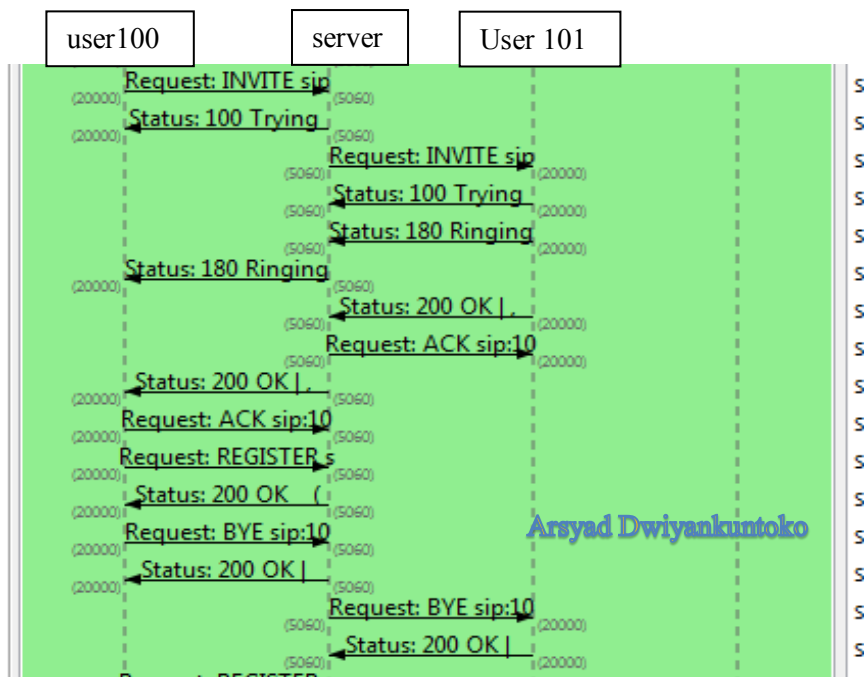 user100 server User 101
Request: INVITE sip
(20000) (5060)
Status: 100 Trying
(20000) (5060)
Request: INVITE sip
(5060) (20000)
Status: 100 Trying
(5060) (20000)
Status: 180 Ringing
(5060) (20000)
Status: 180 Ringing
(20000) (5060)
Status: 200 OK | ,
(5060) (20000)
Request: ACK sip:10
(5060) (20000)
Status: 200 OK | ,
(20000) (5060)
Request: ACK sip:10
(20000) (5060)
Request: REGISTER s
(20000) (5060)
Status: 200 OK (
(20000) (5060)
Arsyad Dwiyankuntoko
Request: BYE sip:10
(20000) (5060)
Status: 200 OK |
(20000) (5060)
Request: BYE sip:10
(5060) (20000)
Status: 200 OK |
(5060) (20000)